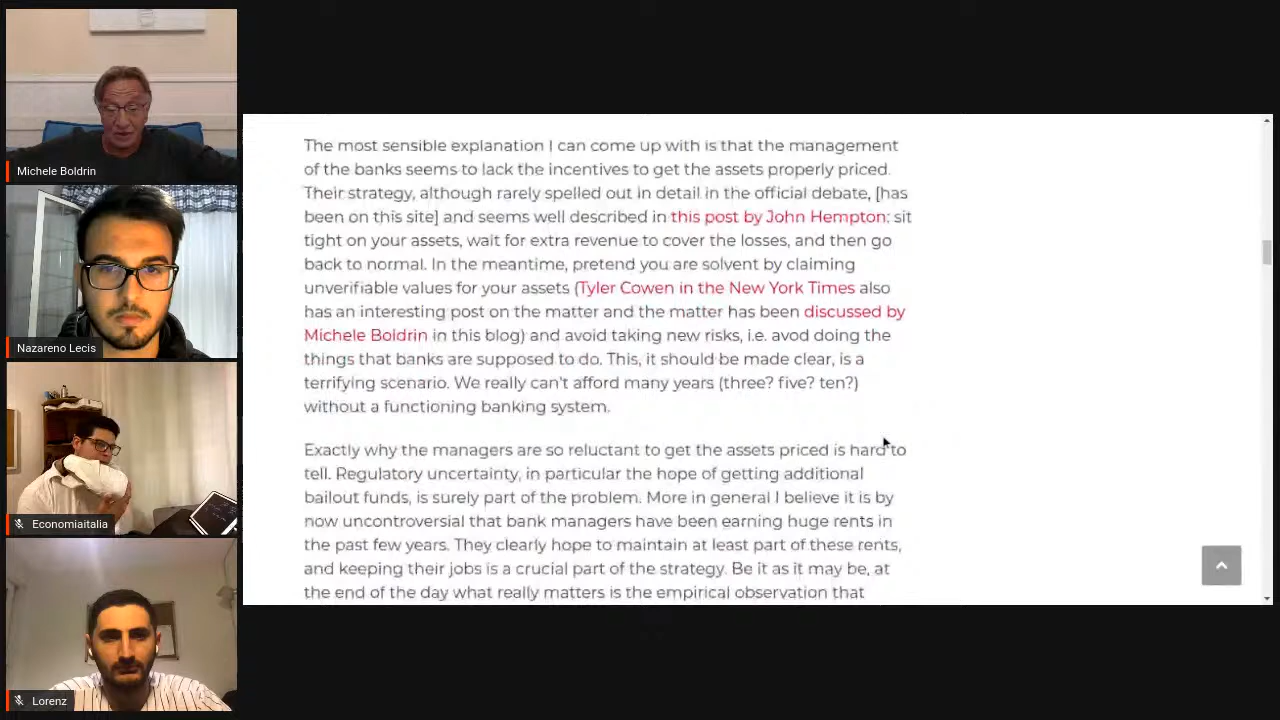 Michele Boldrin
Nazareno Lecis
Economiaitalia
Lorenz
The most sensible explanation I can come up with is that the management
of the banks seems to lack the incentives to get the assets properly priced.
Their strategy, although rarely spelled out in detail in the official debate, [has
been on this site] and seems well described in this post by John Hempton: sit
tight on your assets, wait for extra revenue to cover the losses, and then go
back to normal. In the meantime, pretend you are solvent by claiming
unverifiable values for your assets (Tyler Cowen in the New York Times also
has an interesting post on the matter and the matter has been discussed by
Michele Boldrin in this blog) and avoid taking new risks, i.e. avod doing the
things that banks are supposed to do. This, it should be made clear, is a
terrifying scenario. We really can't afford many years (three? five? ten?)
without a functioning banking system.
Exactly why the managers are so reluctant to get the assets priced is hard to
tell. Regulatory uncertainty, in particular the hope of getting additional
bailout funds, is surely part of the problem. More in general I believe it is by
now uncontroversial that bank managers have been earning huge rents in
the past few years. They clearly hope to maintain at least part of these rents,
and keeping their jobs is a crucial part of the strategy. Be it as it may be, at
the end of the day what really matters is the empirical observation that